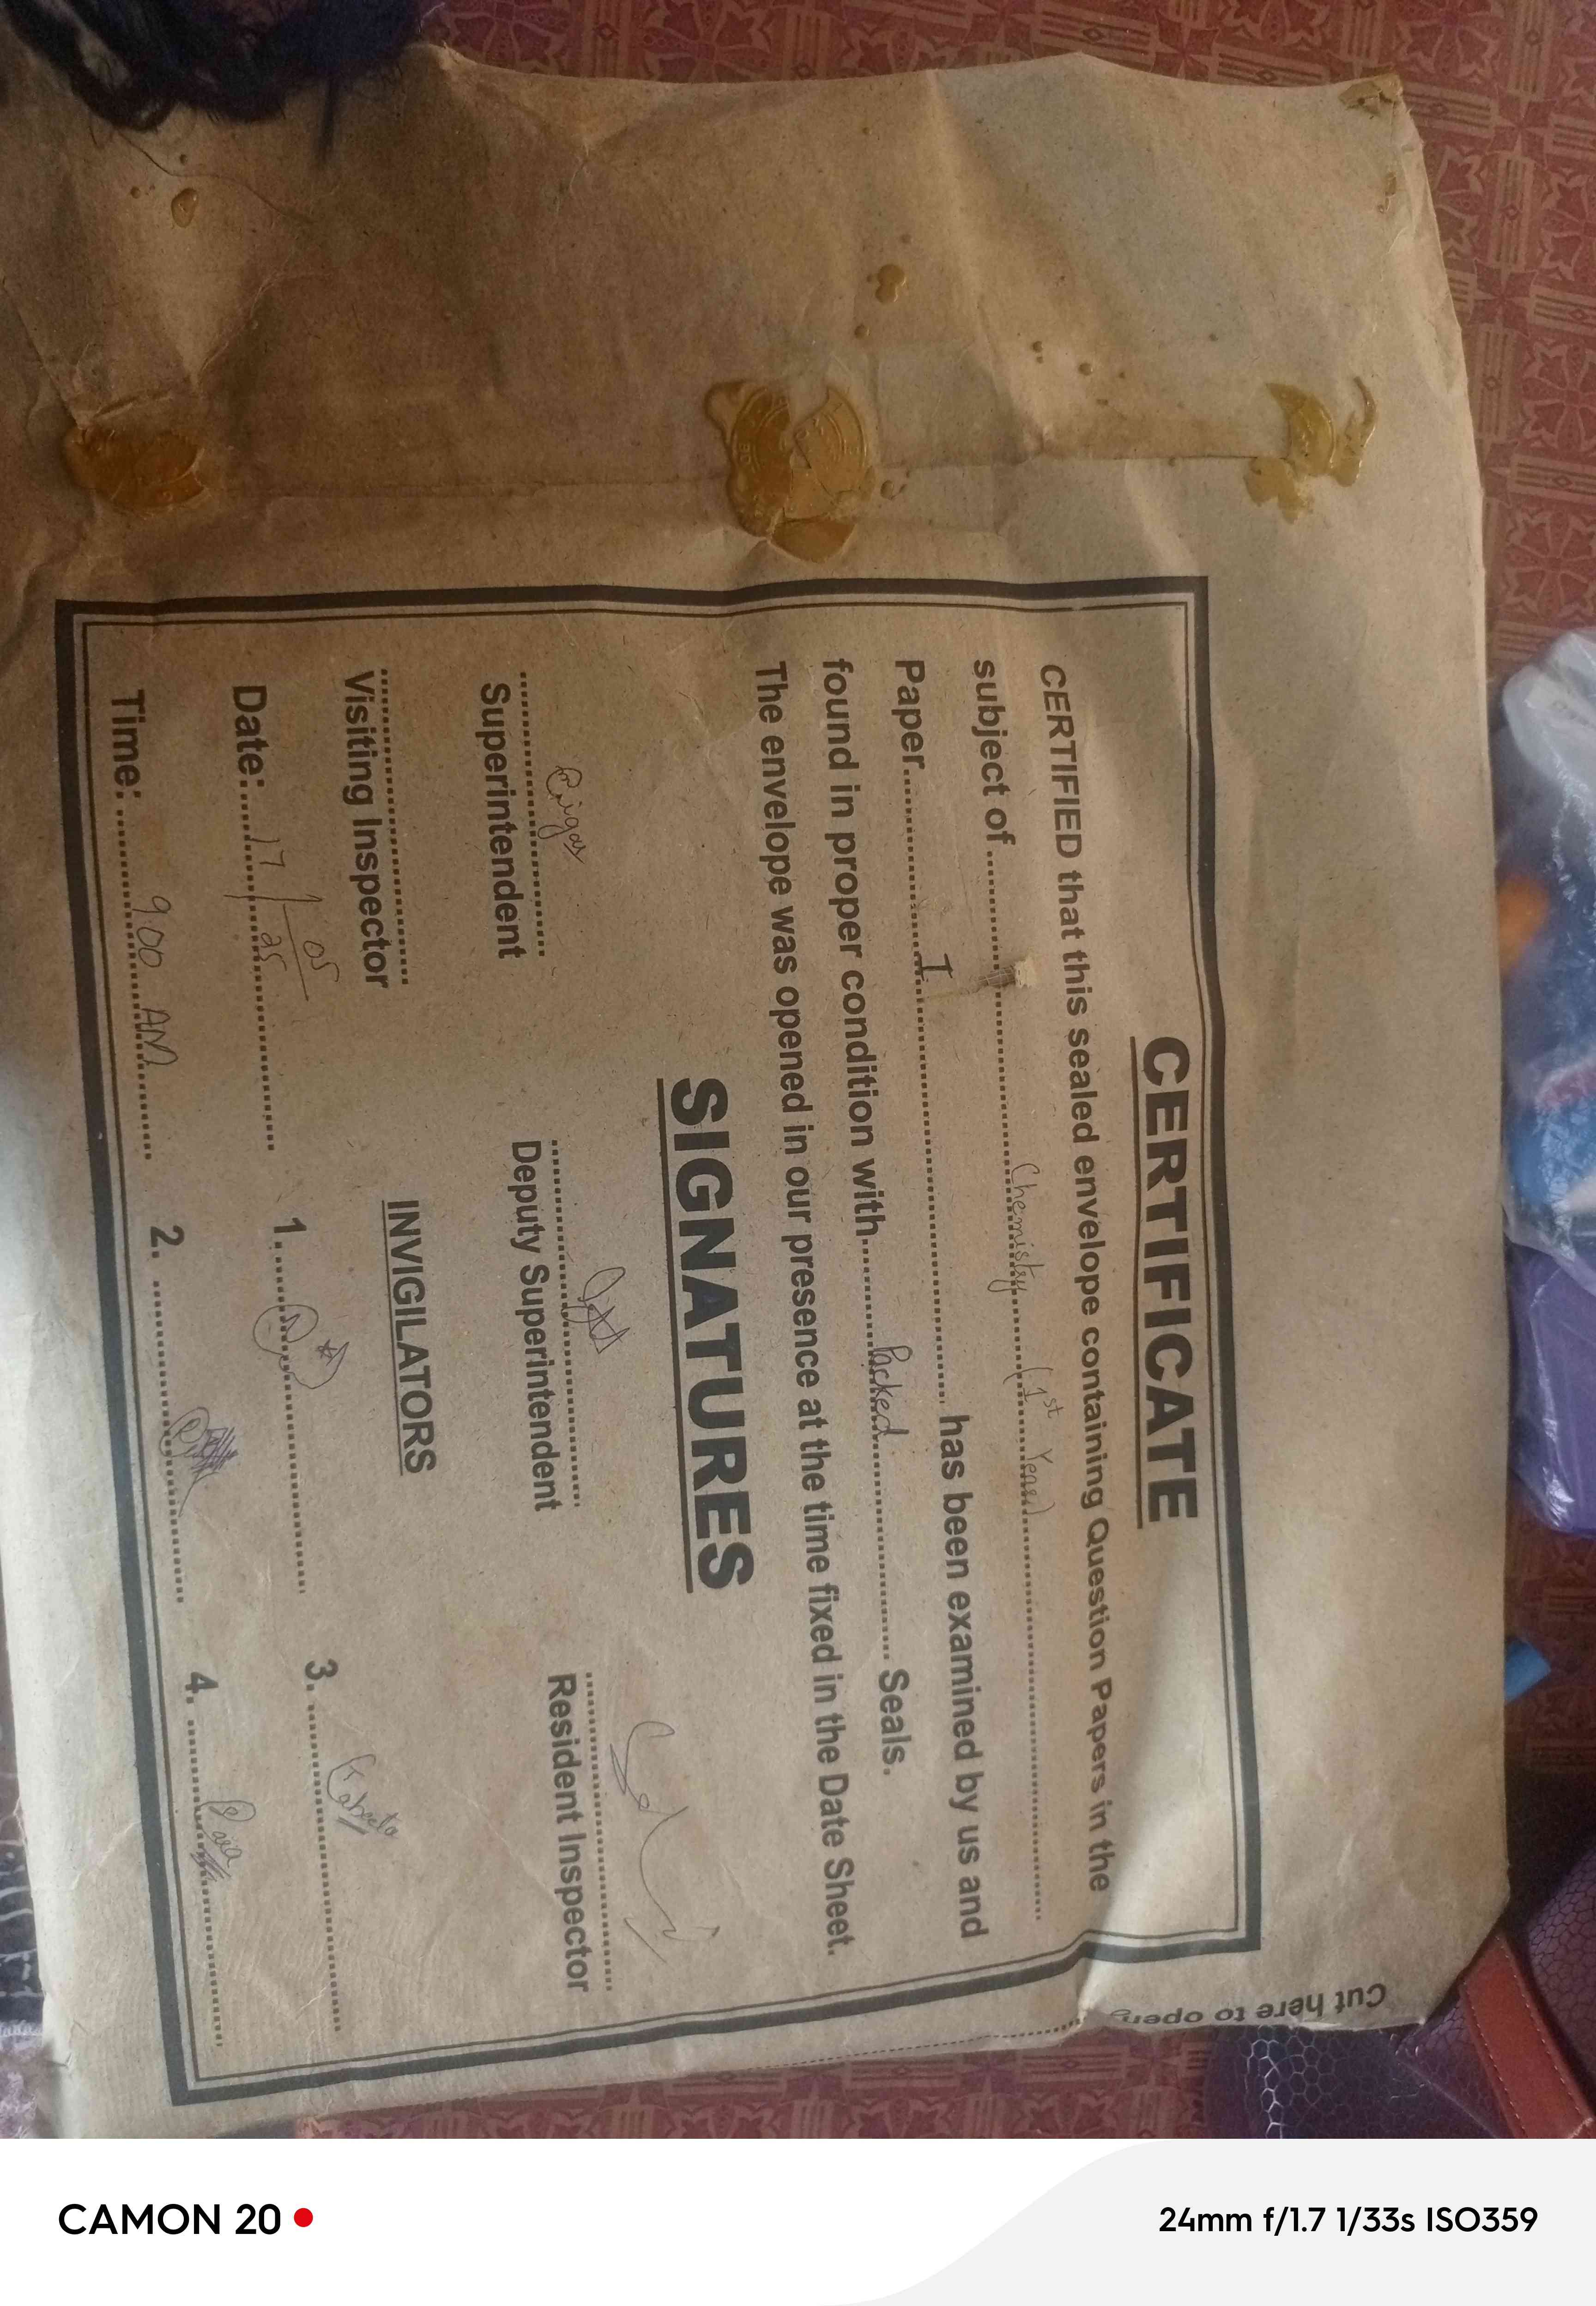 CERTIFICATE
CERTIFIED that this sealed envelope containing Question Papers in the
subject of.................Chemistry....(1st Year).................
Paper.............I.......................... has been examined by us and
found in proper condition with..........Packed.................. Seals.
The envelope was opened in our presence at the time fixed in the Date Sheet.
SIGNATURES
Superintendent
Deputy Superintendent
Resident Inspector
Visiting Inspector
INVIGILATORS
Date:......17/05/25..........
1.
3.
Time:..........9:00 AM..........
2.
4.
Cut here to open
CAMON 20
24mm f/1.7 1/33s ISO359